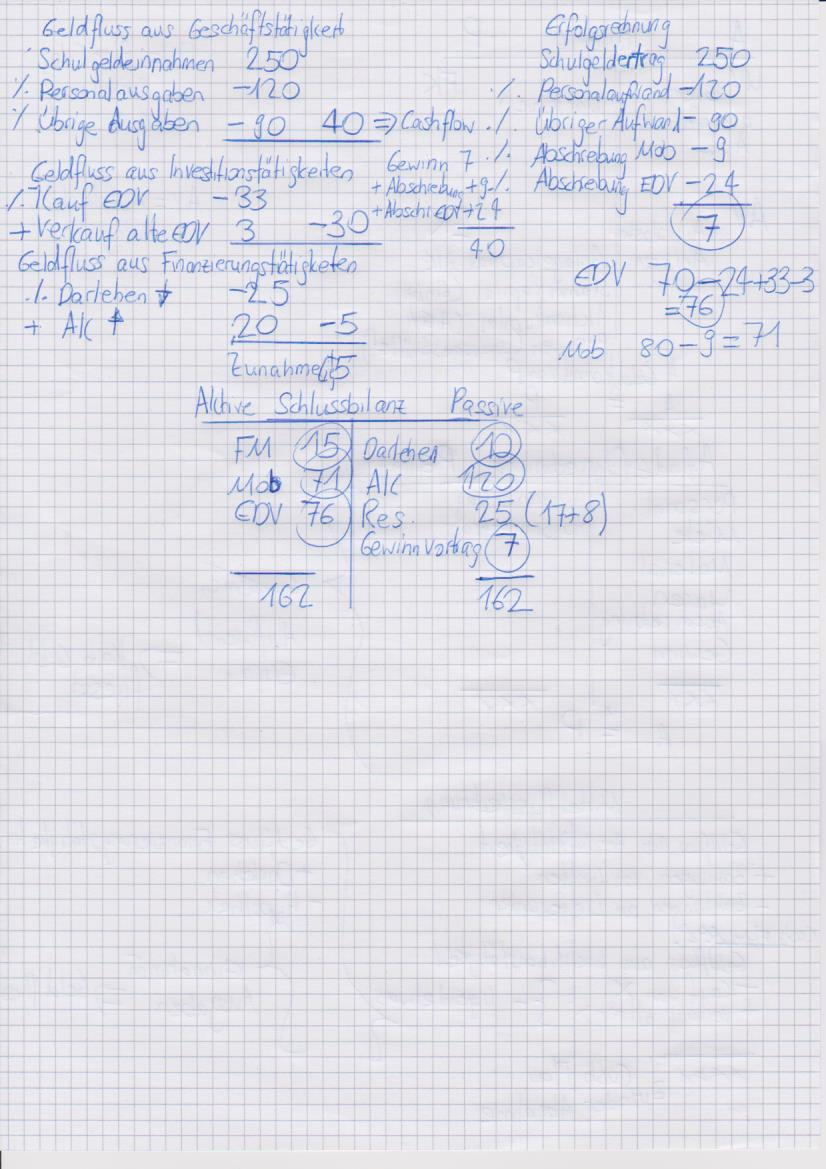 Geldfluss aus Geschäftstätigkeit
Schulgeldeinnahmen 250
./. Personalausgaben -120
./. Übrige Ausgaben -90 40 => Cashflow
Geldfluss aus Investitionstätigkeiten
./. Kauf EDV -33
+ Verkauf alte EDV 3 -30
Geldfluss aus Finanzierungstätigkeiten
./. Darlehen -25
+ AK 20 -5
Zunahme 5
Gewinn 7
+ Abschreibung +9
+ Abschr. EDV +24
40
Erfolgsrechnung
Schulgeldertrag 250
./. Personalaufwand -120
./. Übriger Aufwand -90
./. Abschreibung Mob -9
./. Abschreibung EDV -24
7
EDV 70-24+33-3
=76
Mob 80-9=71
Aktive Schlussbilanz Passive
FM 15 Darlehen 10
Mob 71 AK 120
EDV 76 Res. 25 (17+8)
Gewinnvortrag 7
162 162